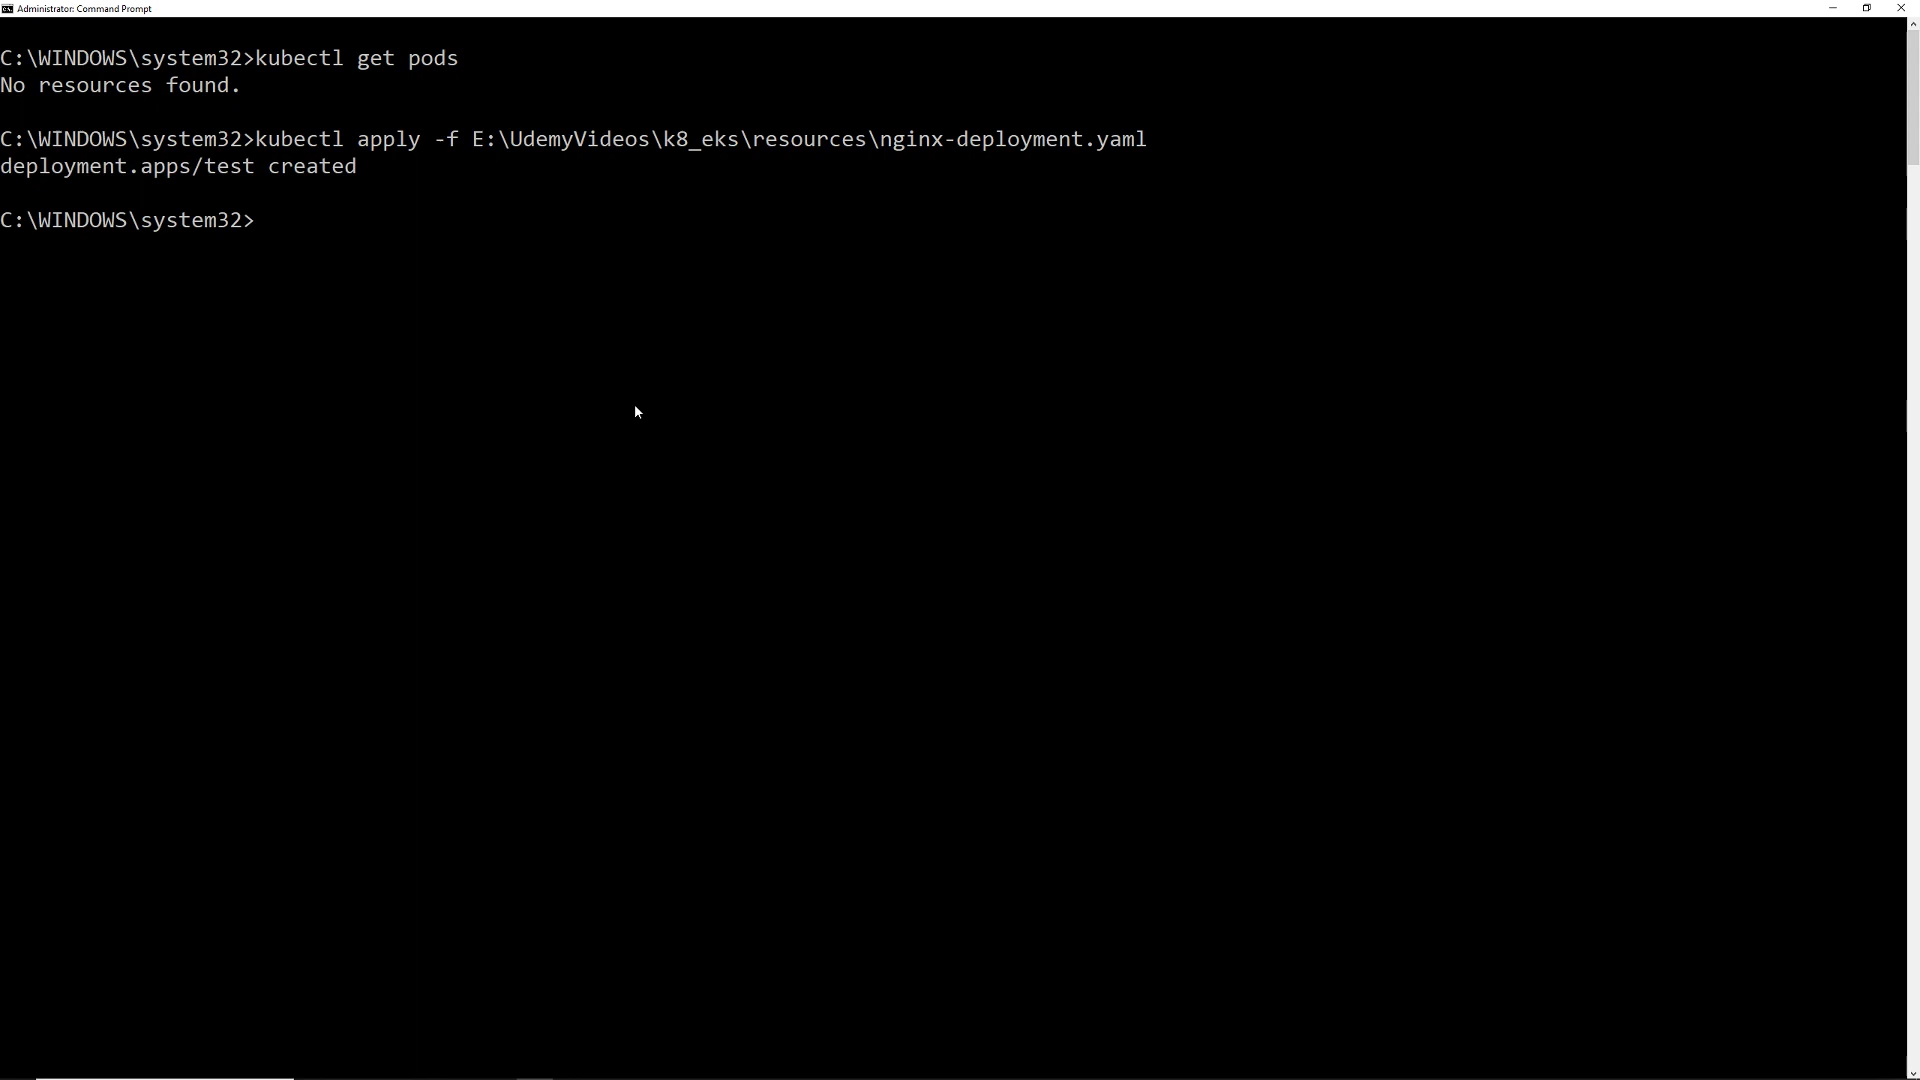 Administrator: Command Prompt
C:\WINDOWS\system32>kubectl get pods
No resources found.
C:\WINDOWS\system32>kubectl apply -f E:\UdemyVideos\k8_eks\resources\nginx-deployment.yaml
deployment.apps/test created
C:\WINDOWS\system32>